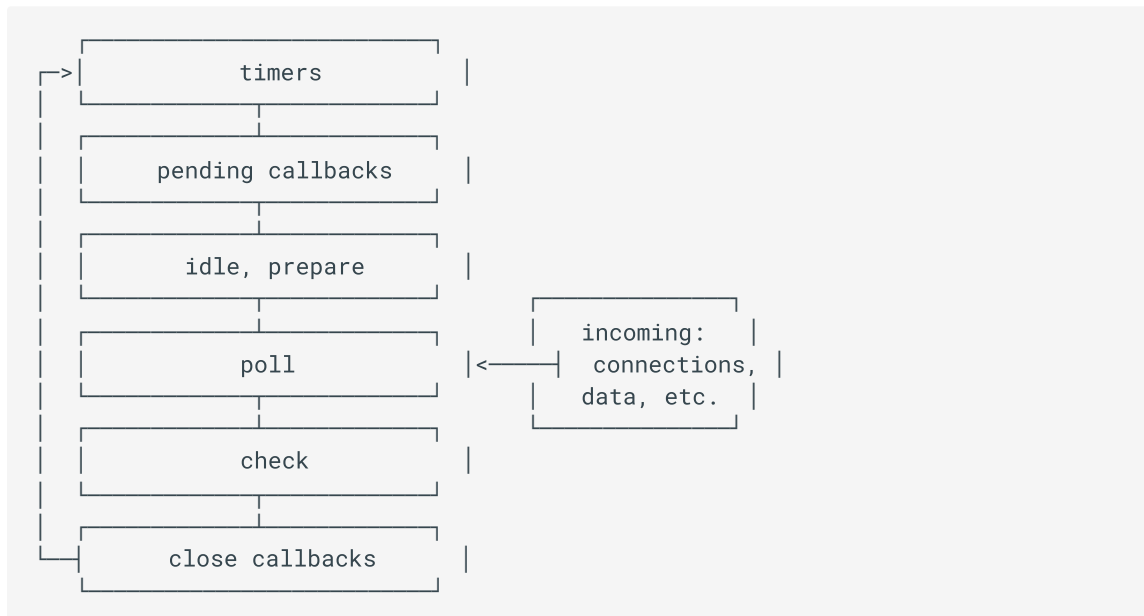 timers
pending callbacks
idle, prepare
incoming:
poll
connections,
data, etc.
check
close callbacks